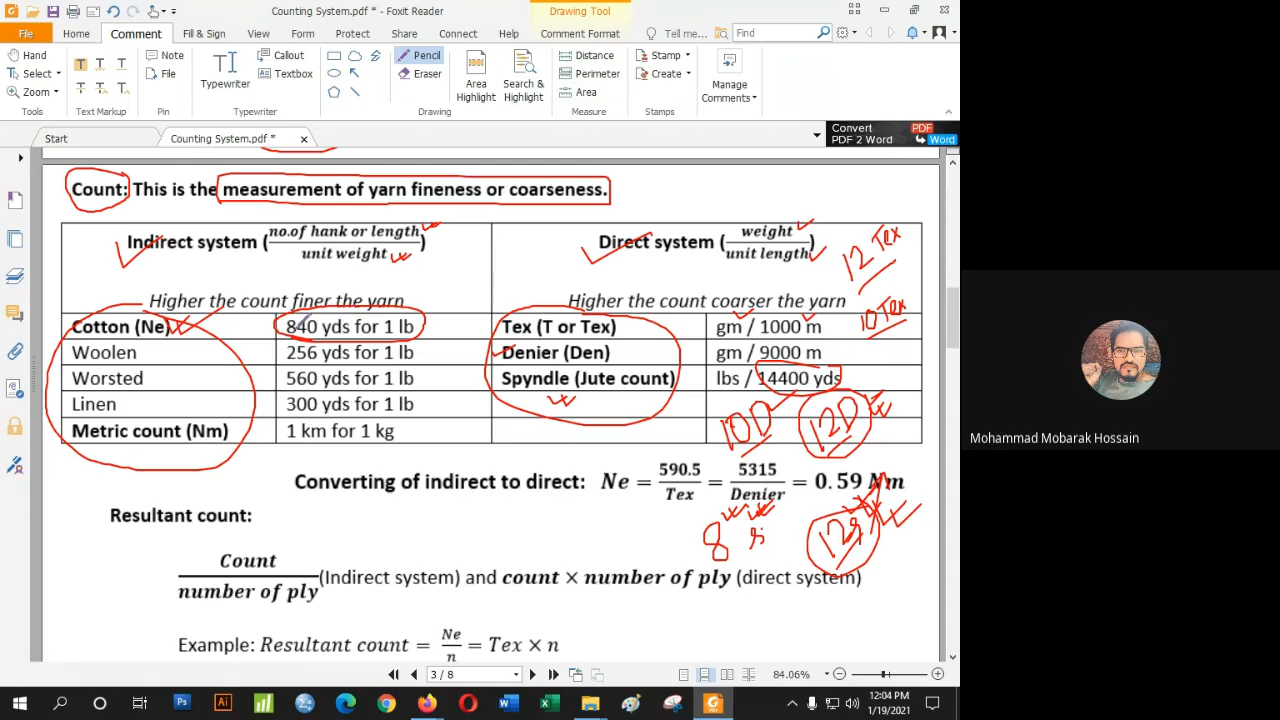 Counting System.pdf * - Foxit Reader
Drawing Tool
File Home Comment Fill & Sign View Form Protect Share Connect Help Comment Format Tell me... Find
Hand
Select
Zoom
Tools
Text Markup
Note
File
Pin
Typewriter
Callout
Textbox
Typewriter
Pencil
Eraser
Drawing
Area Highlight
Search & Highlight
Distance
Perimeter
Area
Measure
Stamp
Create
Stamps
Manage Comments
Start
Counting System.pdf *
Convert PDF
PDF 2 Word Word
Count: This is the measurement of yarn fineness or coarseness.
Indirect system (no.of hank or length / unit weight)
Direct system (weight / unit length)
12 Tex
Higher the count finer the yarn
Higher the count coarser the yarn
10 Tex
Cotton (Ne) 840 yds for 1 lb Tex (T or Tex) gm / 1000 m
Woolen 256 yds for 1 lb Denier (Den) gm / 9000 m
Worsted 560 yds for 1 lb Spyndle (Jute count) lbs / 14400 yds
Linen 300 yds for 1 lb
10D 12D
Metric count (Nm) 1 km for 1 kg
Converting of indirect to direct: Ne = 590.5 / Tex = 5315 / Denier = 0.59 Nm
Resultant count:
8 12
Count / number of ply (Indirect system) and count × number of ply (direct system)
Example: Resultant count = Ne / n = Tex × n
3 / 8
84.06%
Mohammad Mobarak Hossain
12:04 PM
1/19/2021